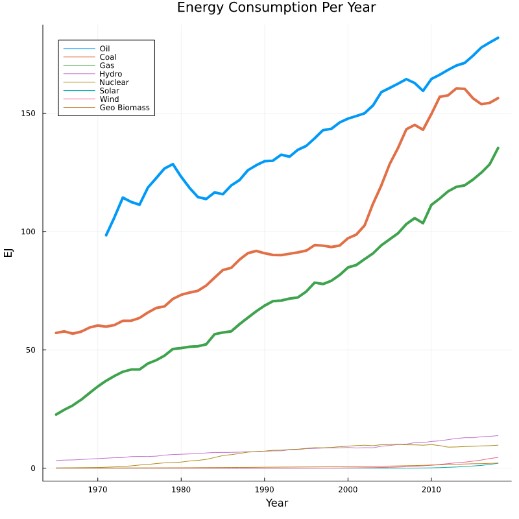 Energy Consumption Per Year
Oil
Coal
Gas
Hydro
Nuclear
Solar
Wind
Geo Biomass
150
100
50
0
EJ
1970 1980 1990 2000 2010
Year